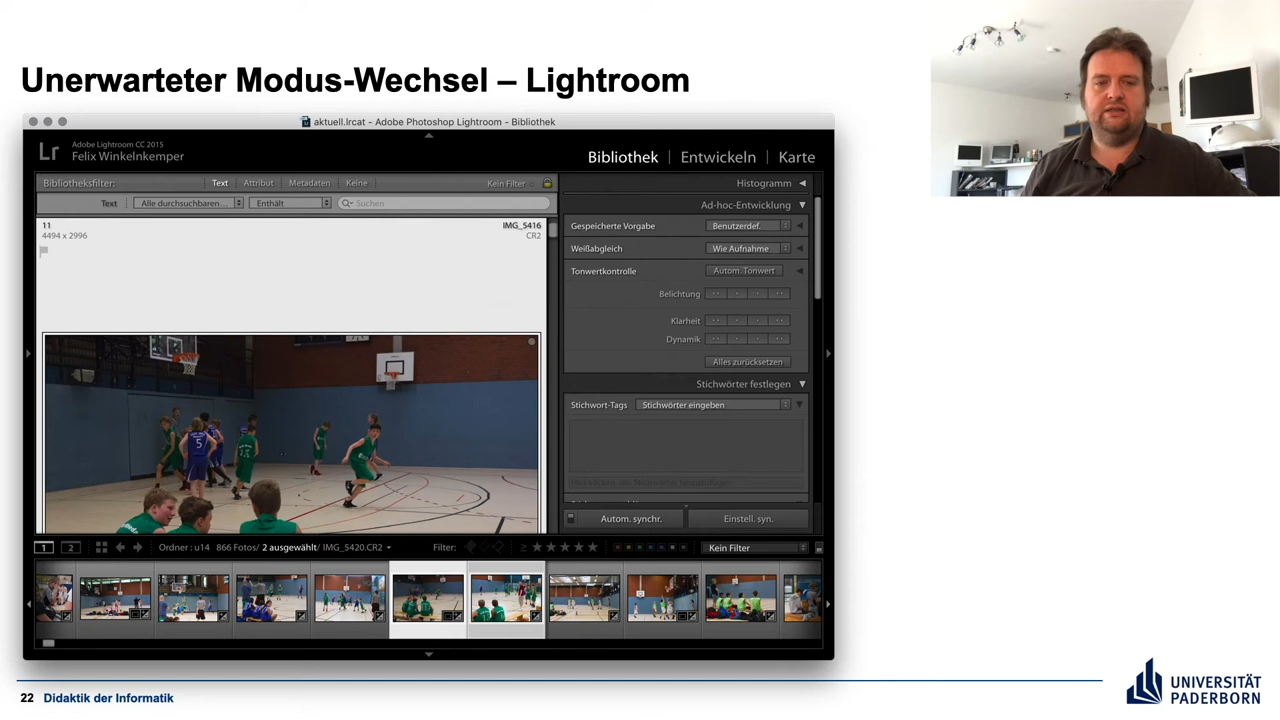 Unerwarteter Modus-Wechsel – Lightroom
aktuell.lrcat - Adobe Photoshop Lightroom - Bibliothek
Lr
Adobe Lightroom CC 2015
Felix Winkelnkemper
Bibliothek | Entwickeln | Karte
Bibliotheksfilter: Text Attribut Metadaten Keine Kein Filter
Text Alle durchsuchbaren... Enthält Suchen
11 IMG_5416
4494 x 2996 CR2
5
Histogramm
Ad-hoc-Entwicklung
Gespeicherte Vorgabe Benutzerdef.
Weißabgleich Wie Aufnahme
Tonwertkontrolle Autom. Tonwert
Belichtung
Klarheit
Dynamik
Alles zurücksetzen
Stichwörter festlegen
Stichwort-Tags Stichwörter eingeben
Autom. synchr. Einstell. syn.
1 2 Ordner : u14 866 Fotos/ 2 ausgewählt/ IMG_5420.CR2 Filter: ≥ Kein Filter
22 Didaktik der Informatik
UNIVERSITÄT
PADERBORN